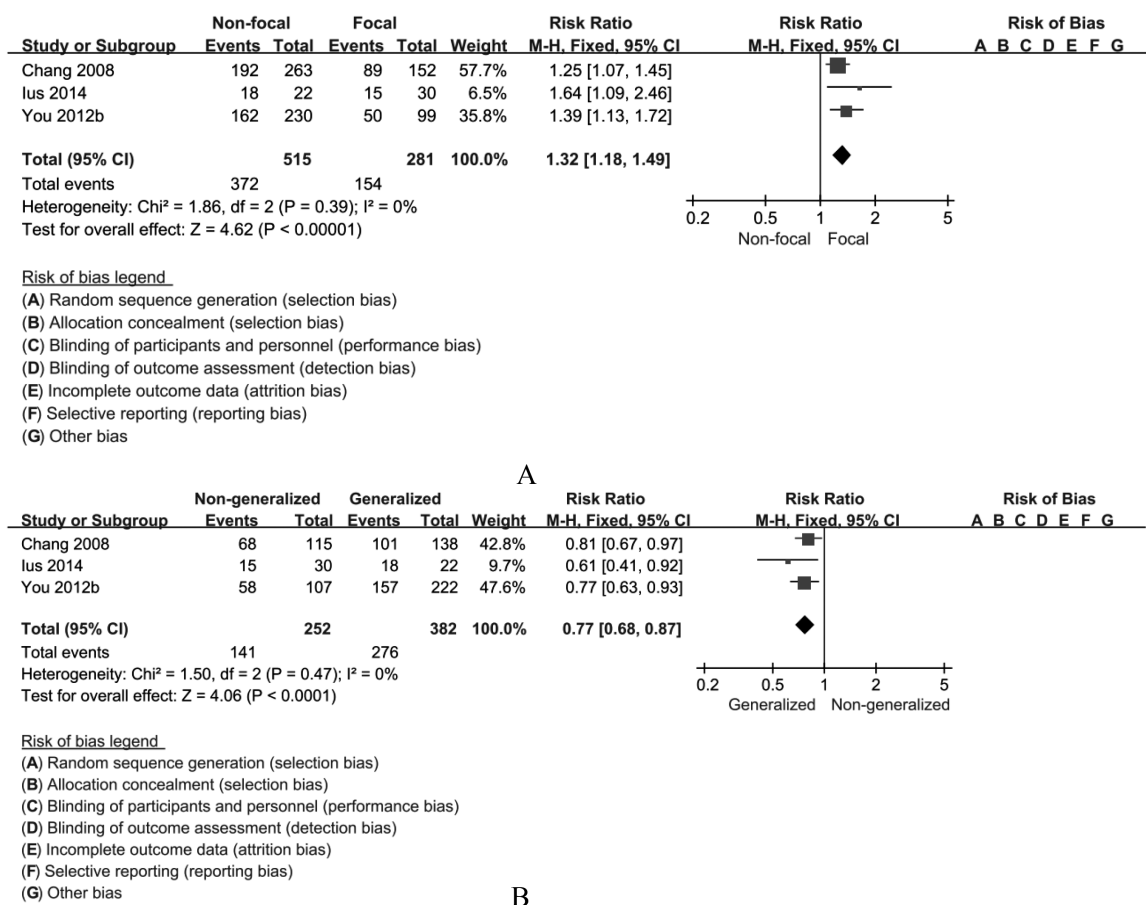 Non-focal Focal Risk Ratio Risk Ratio Risk of Bias
Study or Subgroup Events Total Events Total Weight M-H, Fixed, 95% CI M-H, Fixed, 95% CI A B C D E F G
Chang 2008 192 263 89 152 57.7% 1.25 [1.07, 1.45]
Ius 2014 18 22 15 30 6.5% 1.64 [1.09, 2.46]
You 2012b 162 230 50 99 35.8% 1.39 [1.13, 1.72]
Total (95% CI) 515 281 100.0% 1.32 [1.18, 1.49]
Total events 372 154
Heterogeneity: Chi² = 1.86, df = 2 (P = 0.39); I² = 0%
Test for overall effect: Z = 4.62 (P < 0.00001)
0.2 0.5 1 2 5
Non-focal Focal
Risk of bias legend
(A) Random sequence generation (selection bias)
(B) Allocation concealment (selection bias)
(C) Blinding of participants and personnel (performance bias)
(D) Blinding of outcome assessment (detection bias)
(E) Incomplete outcome data (attrition bias)
(F) Selective reporting (reporting bias)
(G) Other bias
A
Non-generalized Generalized Risk Ratio Risk Ratio Risk of Bias
Study or Subgroup Events Total Events Total Weight M-H, Fixed, 95% CI M-H, Fixed, 95% CI A B C D E F G
Chang 2008 68 115 101 138 42.8% 0.81 [0.67, 0.97]
Ius 2014 15 30 18 22 9.7% 0.61 [0.41, 0.92]
You 2012b 58 107 157 222 47.6% 0.77 [0.63, 0.93]
Total (95% CI) 252 382 100.0% 0.77 [0.68, 0.87]
Total events 141 276
Heterogeneity: Chi² = 1.50, df = 2 (P = 0.47); I² = 0%
Test for overall effect: Z = 4.06 (P < 0.0001)
0.2 0.5 1 2 5
Generalized Non-generalized
Risk of bias legend
(A) Random sequence generation (selection bias)
(B) Allocation concealment (selection bias)
(C) Blinding of participants and personnel (performance bias)
(D) Blinding of outcome assessment (detection bias)
(E) Incomplete outcome data (attrition bias)
(F) Selective reporting (reporting bias)
(G) Other bias
B